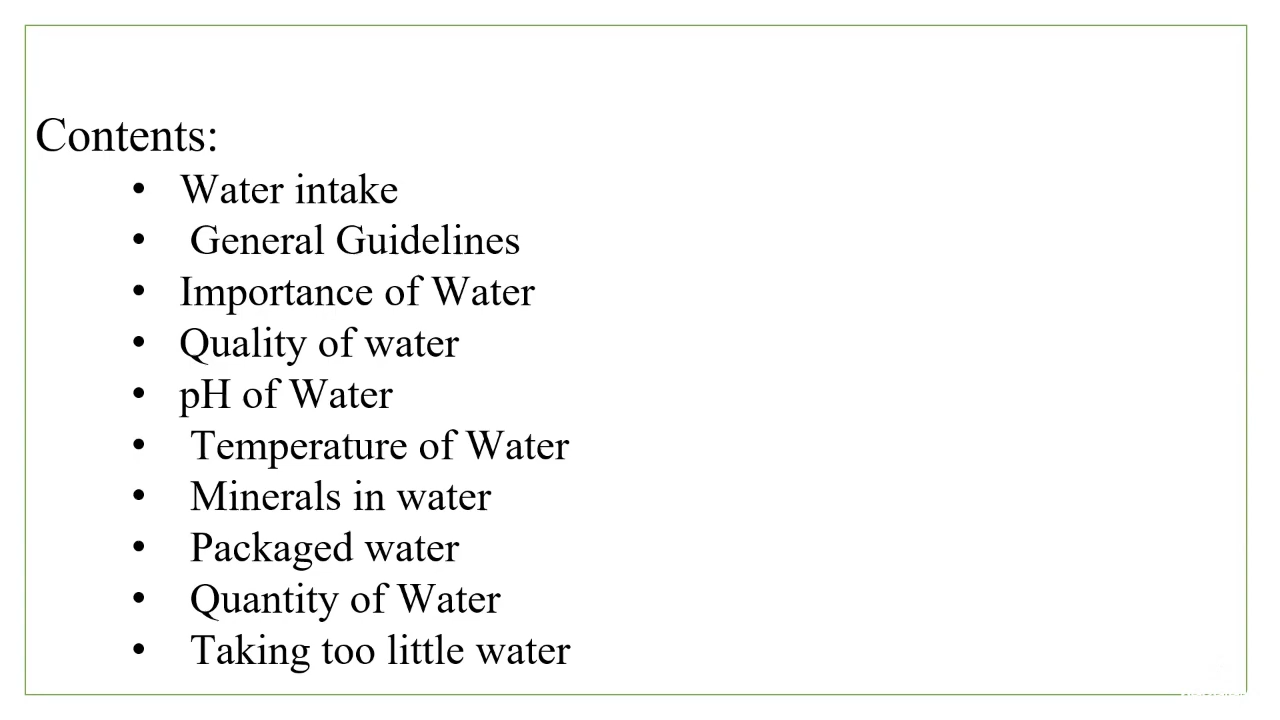 Contents:
• Water intake
• General Guidelines
• Importance of Water
• Quality of water
• pH of Water
• Temperature of Water
• Minerals in water
• Packaged water
• Quantity of Water
• Taking too little water